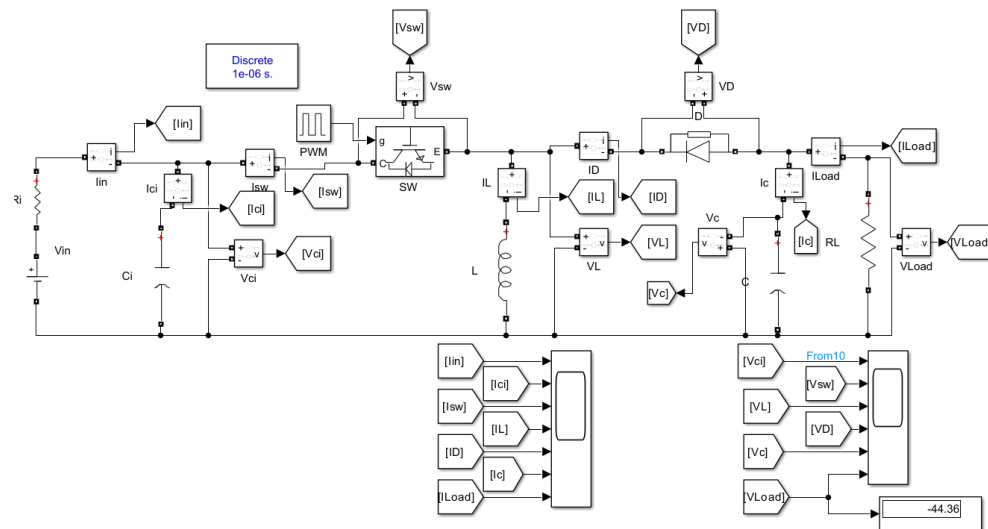 [Vsw]
[VD]
Discrete
1e-06 s.
Vsw
VD
[Iin]
PWM
g
C
E
SW
D
[ILoad]
Iin
Ici
Isw
[Isw]
IL
ID
[ID]
Ic
ILoad
[Ici]
[IL]
[Ic]
RL
Vin
Ci
Vci
[Vci]
L
VL
[VL]
Vc
[Vc]
C
VLoad
[VLoad]
[Iin]
[Ici]
[Isw]
[IL]
[ID]
[Ic]
[ILoad]
From10
[Vci]
[Vsw]
[VL]
[VD]
[Vc]
[VLoad]
-44.36